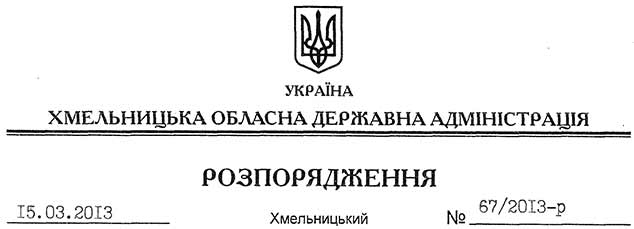 УКРАЇНА
ХМЕЛЬНИЦЬКА ОБЛАСНА ДЕРЖАВНА АДМІНІСТРАЦІЯ
РОЗПОРЯДЖЕННЯ
15.03.2013 Хмельницький № 67/2013-р